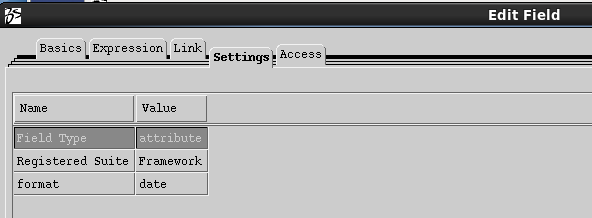 Edit Field
Basics Expression Link Settings Access
Name Value
Field Type attribute
Registered Suite Framework
format date